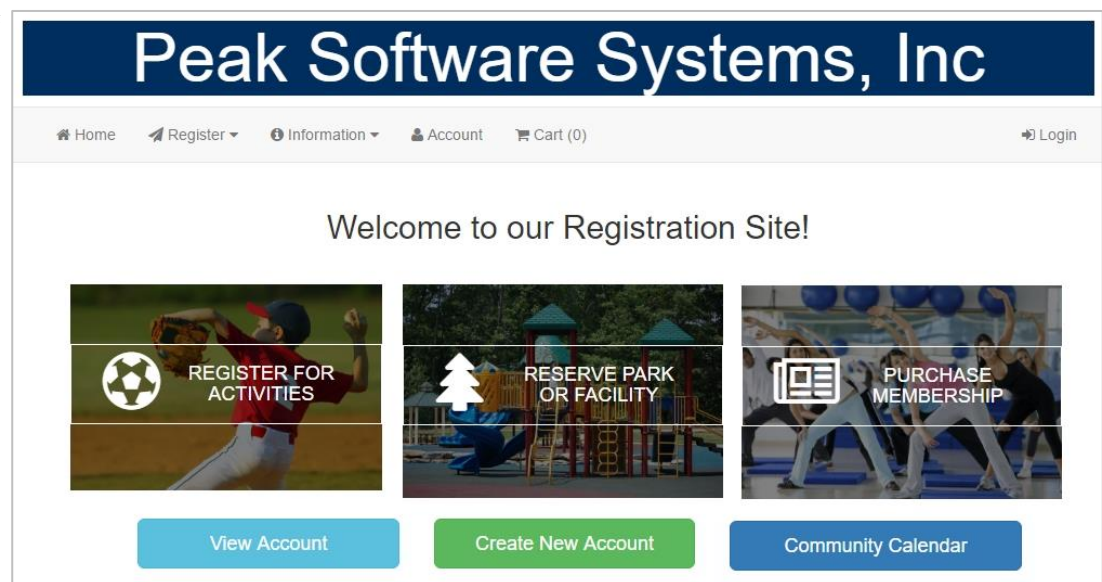 Peak Software Systems, Inc
Home Register Information Account Cart (0) Login
Welcome to our Registration Site!
REGISTER FOR
ACTIVITIES
RESERVE PARK
OR FACILITY
PURCHASE
MEMBERSHIP
View Account
Create New Account
Community Calendar